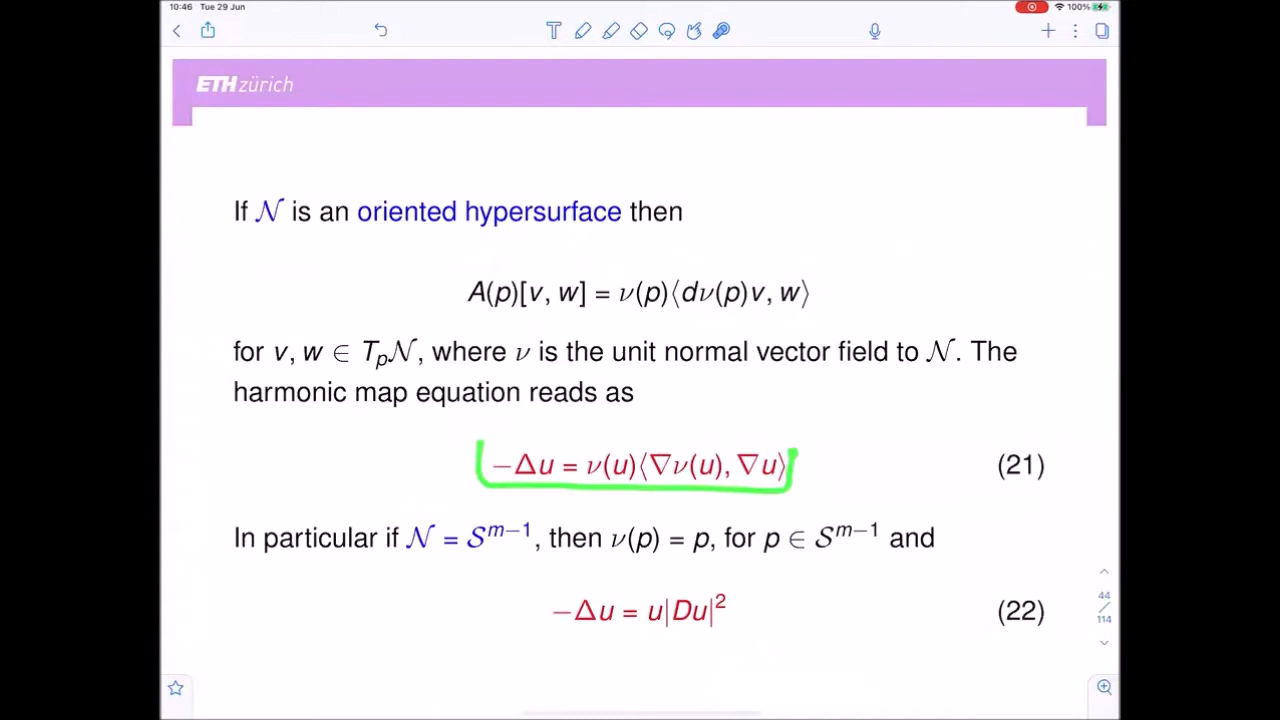 10:46 Tue 29 Jun 100%
ETH zürich
If 𝒩 is an oriented hypersurface then
A(p)[v, w] = ν(p)⟨dν(p)v, w⟩
for v, w ∈ T_p𝒩, where ν is the unit normal vector field to 𝒩. The
harmonic map equation reads as
−Δu = ν(u)⟨∇ν(u), ∇u⟩ (21)
In particular if 𝒩 = 𝒮^{m−1}, then ν(p) = p, for p ∈ 𝒮^{m−1} and
−Δu = u|Du|² (22)
44
/
114